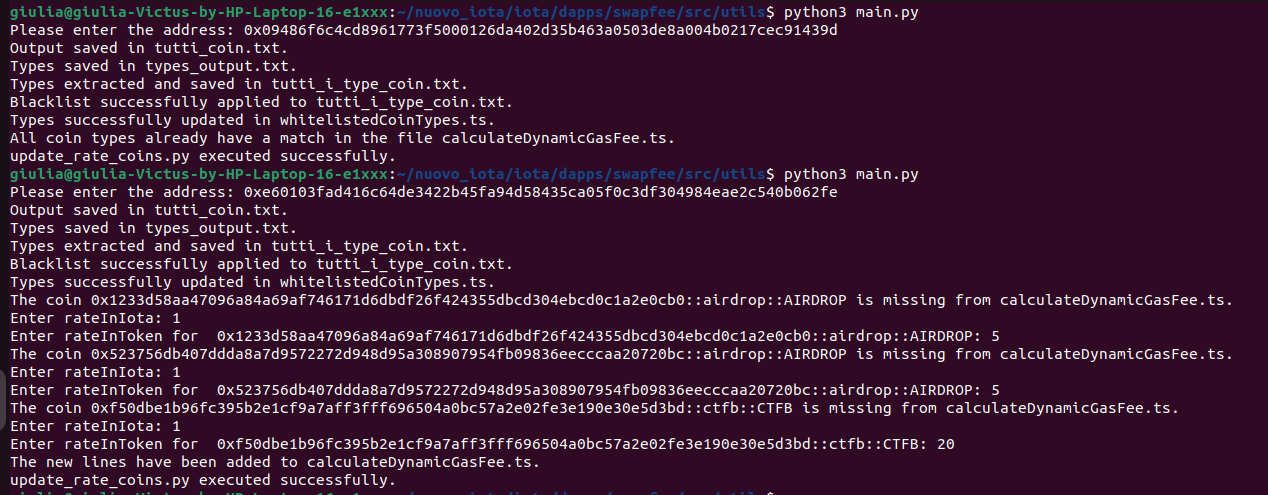 giulia@giulia-Victus-by-HP-Laptop-16-e1xxx:~/nuovo_iota/iota/dapps/swapfee/src/utils$ python3 main.py
Please enter the address: 0x09486f6c4cd8961773f5000126da402d35b463a0503de8a004b0217cec91439d
Output saved in tutti_coin.txt.
Types saved in types_output.txt.
Types extracted and saved in tutti_i_type_coin.txt.
Blacklist successfully applied to tutti_i_type_coin.txt.
Types successfully updated in whitelistedCoinTypes.ts.
All coin types already have a match in the file calculateDynamicGasFee.ts.
update_rate_coins.py executed successfully.
giulia@giulia-Victus-by-HP-Laptop-16-e1xxx:~/nuovo_iota/iota/dapps/swapfee/src/utils$ python3 main.py
Please enter the address: 0xe60103fad416c64de3422b45fa94d58435ca05f0c3df304984eae2c540b062fe
Output saved in tutti_coin.txt.
Types saved in types_output.txt.
Types extracted and saved in tutti_i_type_coin.txt.
Blacklist successfully applied to tutti_i_type_coin.txt.
Types successfully updated in whitelistedCoinTypes.ts.
The coin 0x1233d58aa47096a84a69af746171d6dbdf26f424355dbcd304ebcd0c1a2e0cb0::airdrop::AIRDROP is missing from calculateDynamicGasFee.ts.
Enter rateInIota: 1
Enter rateInToken for  0x1233d58aa47096a84a69af746171d6dbdf26f424355dbcd304ebcd0c1a2e0cb0::airdrop::AIRDROP: 5
The coin 0x523756db407ddda8a7d9572272d948d95a308907954fb09836eecccaa20720bc::airdrop::AIRDROP is missing from calculateDynamicGasFee.ts.
Enter rateInIota: 1
Enter rateInToken for  0x523756db407ddda8a7d9572272d948d95a308907954fb09836eecccaa20720bc::airdrop::AIRDROP: 5
The coin 0xf50dbe1b96fc395b2e1cf9a7aff3fff696504a0bc57a2e02fe3e190e30e5d3bd::ctfb::CTFB is missing from calculateDynamicGasFee.ts.
Enter rateInIota: 1
Enter rateInToken for  0xf50dbe1b96fc395b2e1cf9a7aff3fff696504a0bc57a2e02fe3e190e30e5d3bd::ctfb::CTFB: 20
The new lines have been added to calculateDynamicGasFee.ts.
update_rate_coins.py executed successfully.